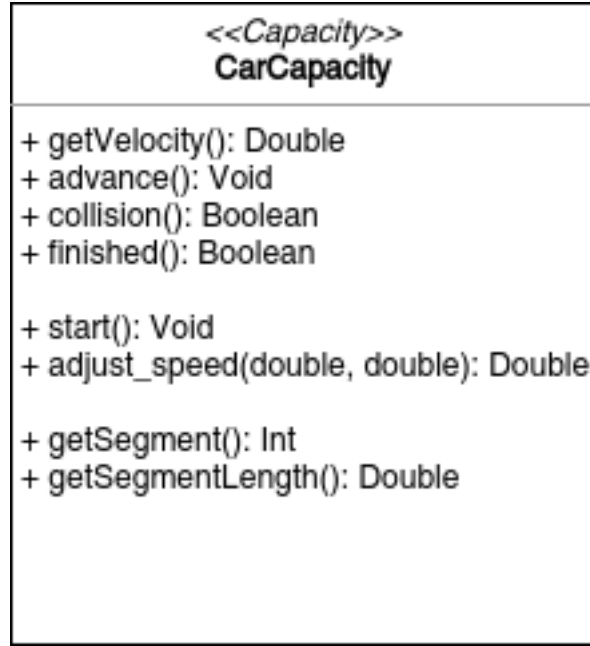 <<Capacity>>
CarCapacity
+ getVelocity(): Double
+ advance(): Void
+ collision(): Boolean
+ finished(): Boolean
+ start(): Void
+ adjust_speed(double, double): Double
+ getSegment(): Int
+ getSegmentLength(): Double